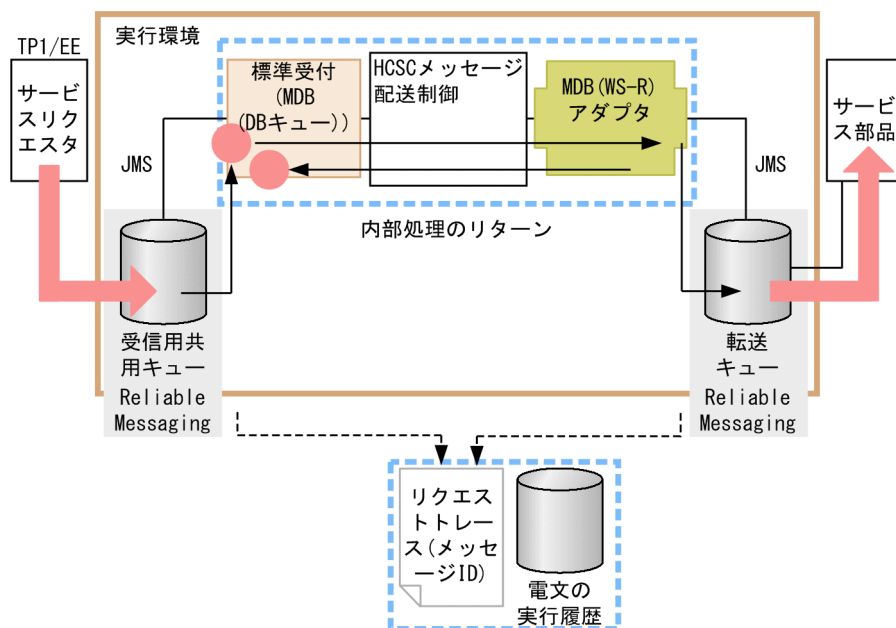 TP1/EE
サービ
スリク
エスタ
実行環境
標準受付
(MDB
(DBキュー))
HCSCメッセージ
配送制御
MDB(WS-R)
アダプタ
サービ
ス部品
JMS
JMS
内部処理のリターン
受信用共
用キュー
Reliable
Messaging
転送
キュー
Reliable
Messaging
リクエス
トトレー
ス(メッセ
ージID)
電文の
実行履歴